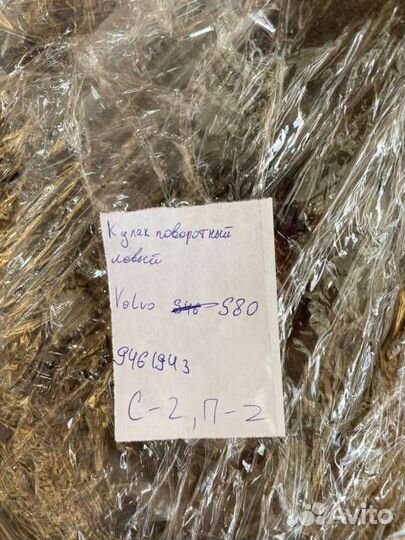 Кулак поворотный
левый
Volvo S40 S80
9461943
С-2, П-2
Avito